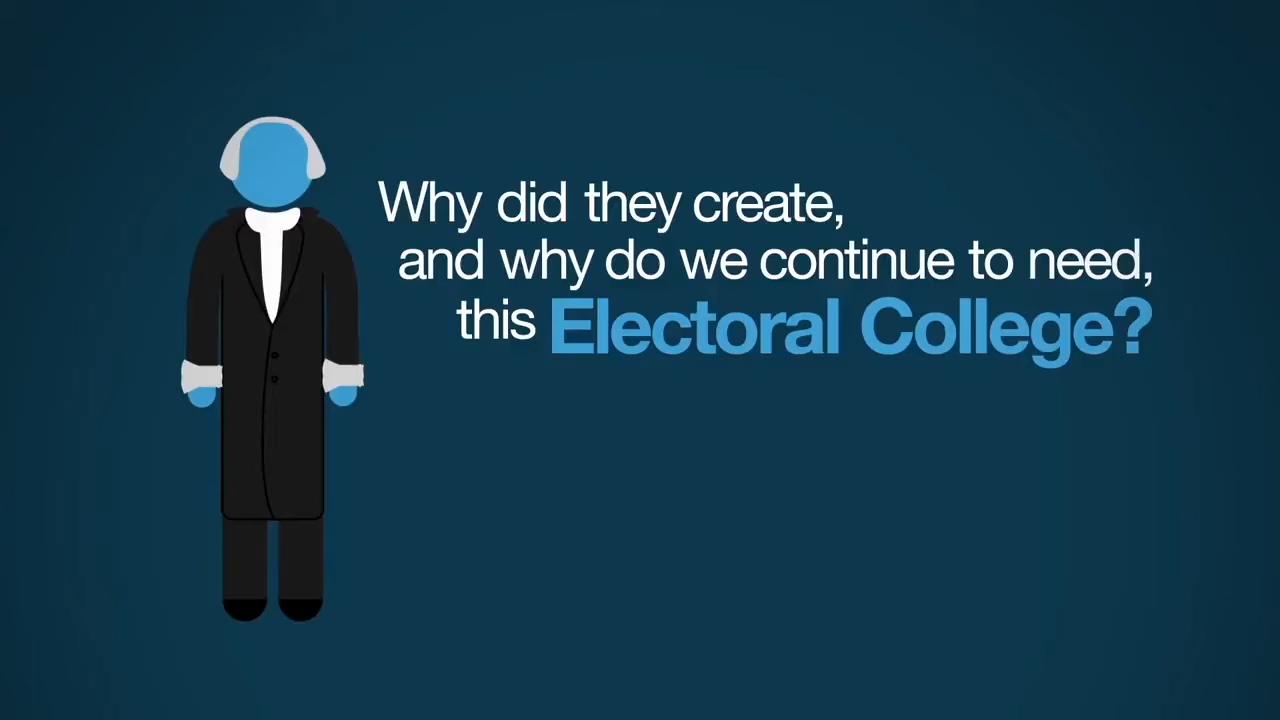 Why did they create,
and why do we continue to need,
this Electoral College?